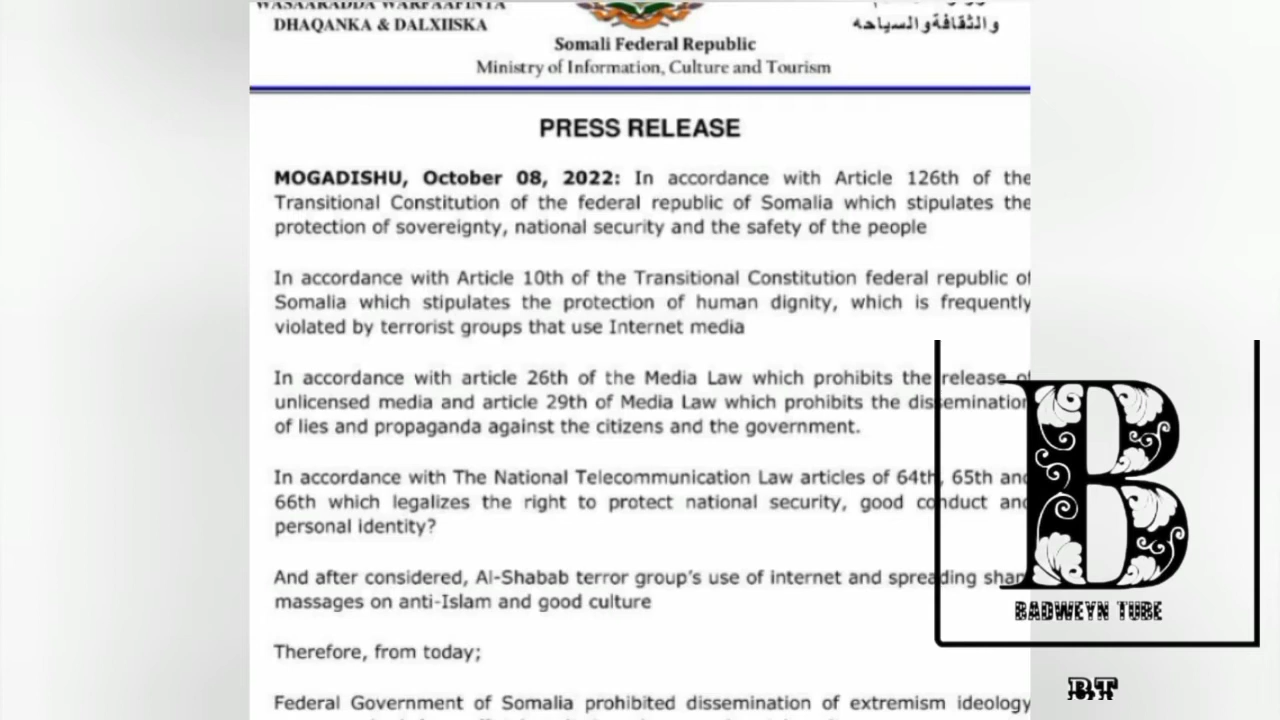 WASAARADDA WARFAAFINTA
DHAQANKA & DALXIISKA
والثقافةوالسياحه
Somali Federal Republic
Ministry of Information, Culture and Tourism
PRESS RELEASE
MOGADISHU, October 08, 2022: In accordance with Article 126th of the
Transitional Constitution of the federal republic of Somalia which stipulates the
protection of sovereignty, national security and the safety of the people
In accordance with Article 10th of the Transitional Constitution federal republic of
Somalia which stipulates the protection of human dignity, which is frequently
violated by terrorist groups that use Internet media
In accordance with article 26th of the Media Law which prohibits the release of
unlicensed media and article 29th of Media Law which prohibits the dissemination
of lies and propaganda against the citizens and the government.
In accordance with The National Telecommunication Law articles of 64th, 65th and
66th which legalizes the right to protect national security, good conduct and
personal identity?
And after considered, Al-Shabab terror group's use of internet and spreading sham
massages on anti-Islam and good culture
Therefore, from today;
Federal Government of Somalia prohibited dissemination of extremism ideology
B
BADWEYN TUBE
BT